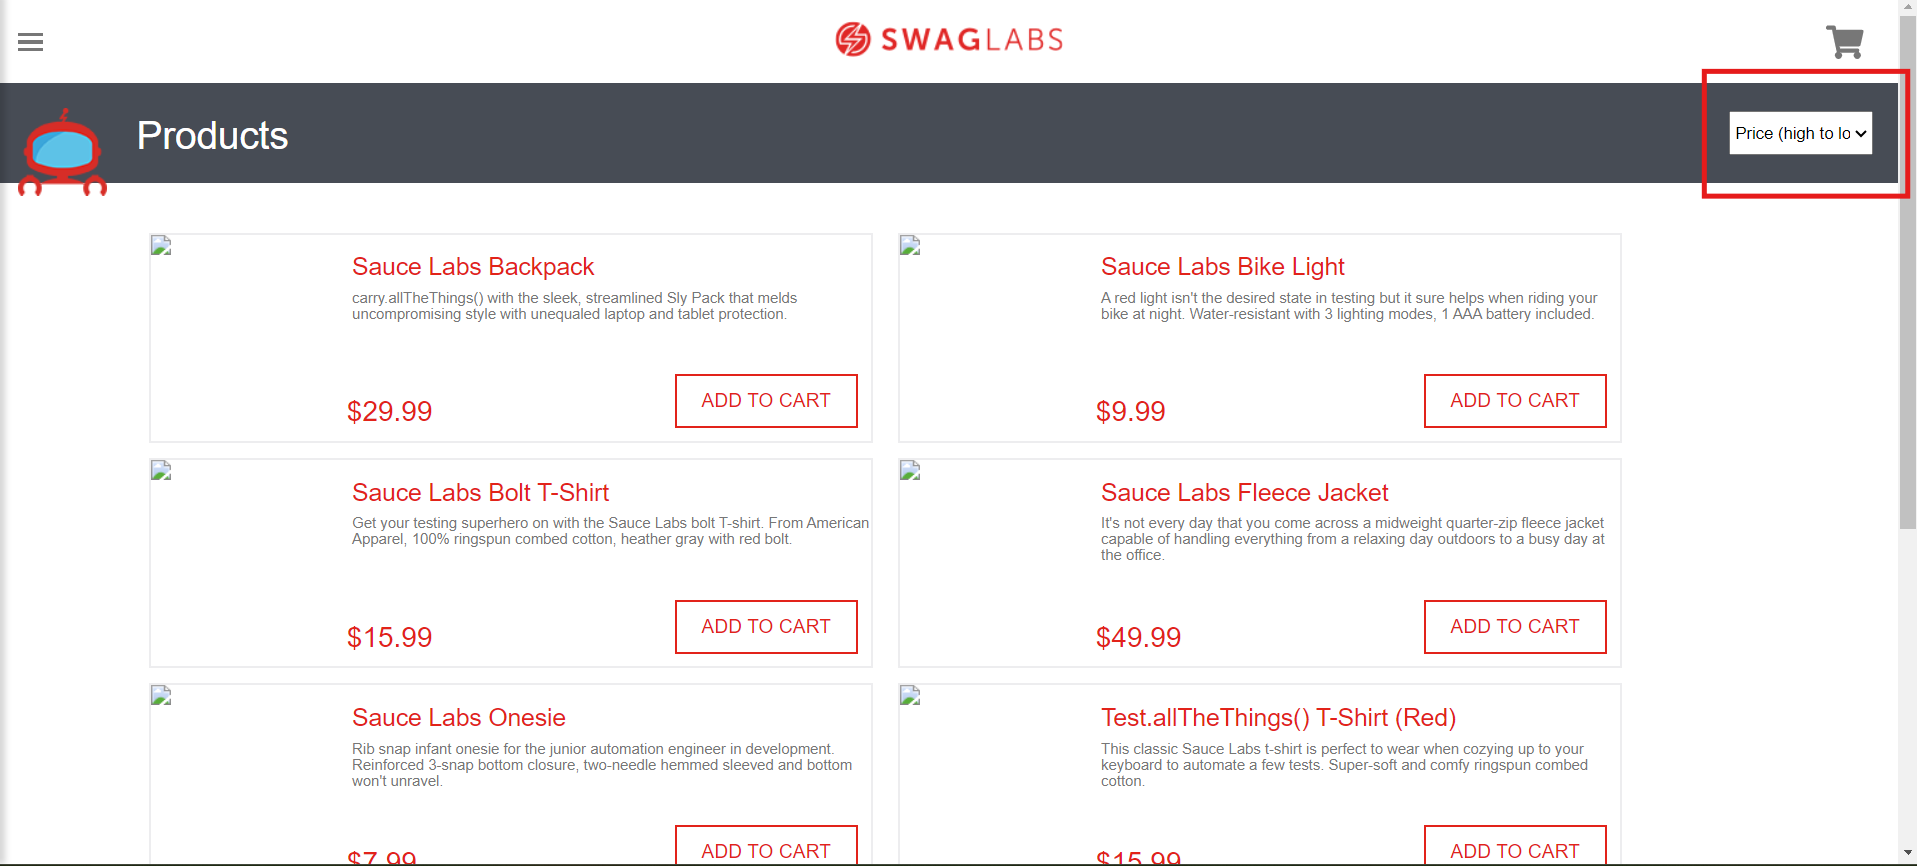 SWAGLABS
Products
Price (high to lo
Sauce Labs Backpack
carry.allTheThings() with the sleek, streamlined Sly Pack that melds
uncompromising style with unequaled laptop and tablet protection.
$29.99
ADD TO CART
Sauce Labs Bike Light
A red light isn't the desired state in testing but it sure helps when riding your
bike at night. Water-resistant with 3 lighting modes, 1 AAA battery included.
$9.99
ADD TO CART
Sauce Labs Bolt T-Shirt
Get your testing superhero on with the Sauce Labs bolt T-shirt. From American
Apparel, 100% ringspun combed cotton, heather gray with red bolt.
$15.99
ADD TO CART
Sauce Labs Fleece Jacket
It's not every day that you come across a midweight quarter-zip fleece jacket
capable of handling everything from a relaxing day outdoors to a busy day at
the office.
$49.99
ADD TO CART
Sauce Labs Onesie
Rib snap infant onesie for the junior automation engineer in development.
Reinforced 3-snap bottom closure, two-needle hemmed sleeved and bottom
won't unravel.
$7.99
ADD TO CART
Test.allTheThings() T-Shirt (Red)
This classic Sauce Labs t-shirt is perfect to wear when cozying up to your
keyboard to automate a few tests. Super-soft and comfy ringspun combed
cotton.
$15.99
ADD TO CART